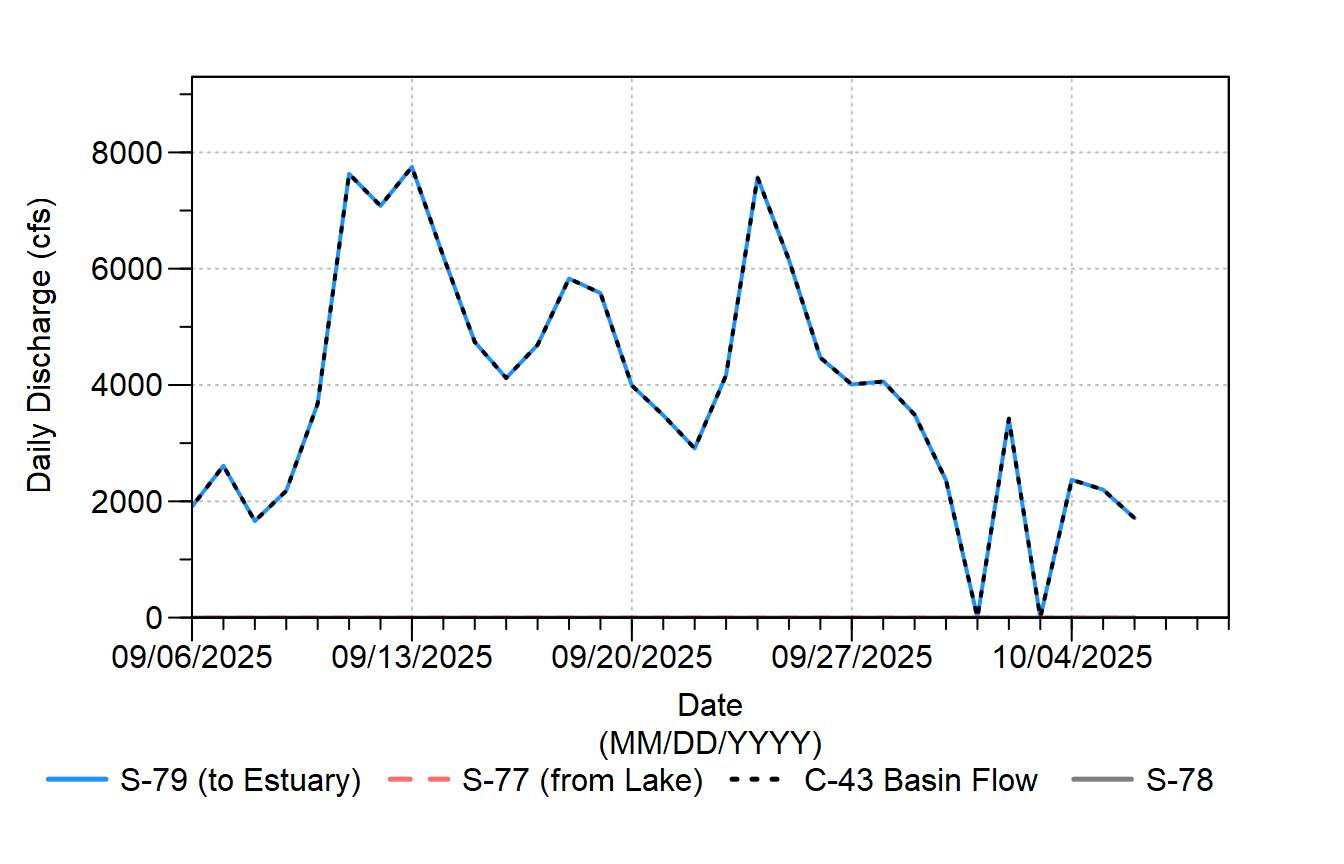 8000
6000
4000
2000
0
Daily Discharge (cfs)
09/06/2025 09/13/2025 09/20/2025 09/27/2025 10/04/2025
Date
(MM/DD/YYYY)
S-79 (to Estuary) S-77 (from Lake) C-43 Basin Flow S-78